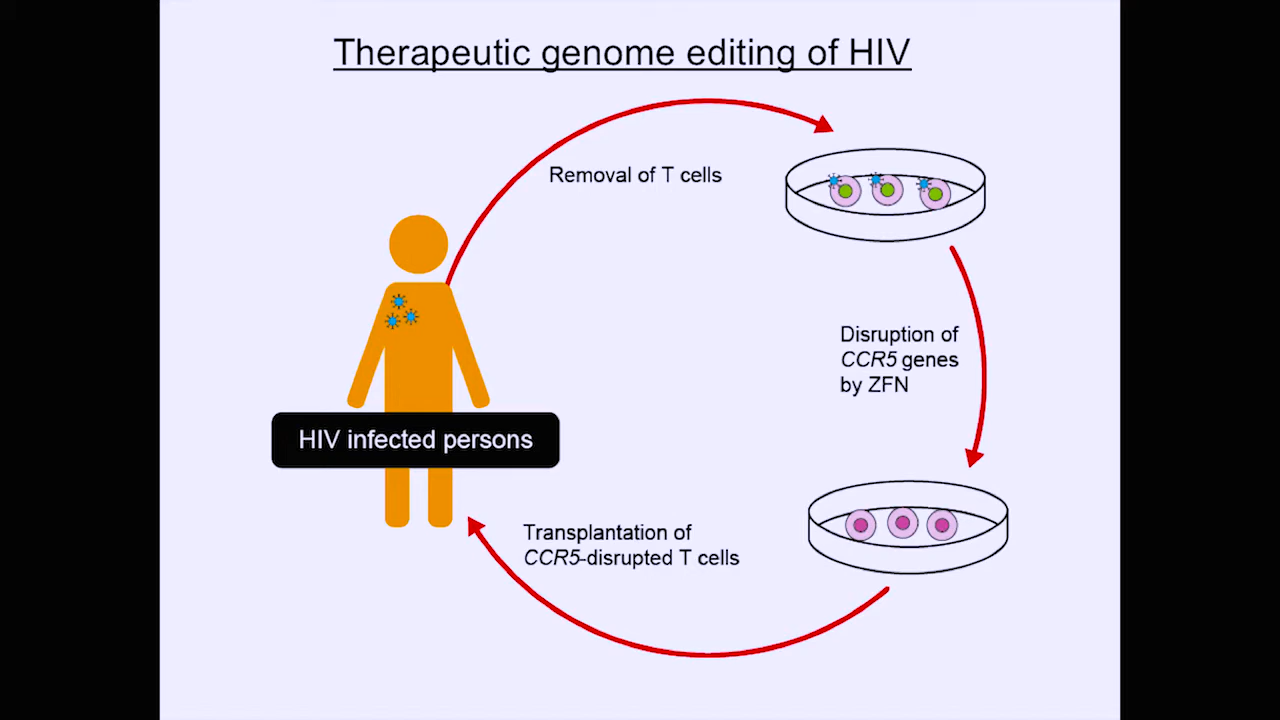 Therapeutic genome editing of HIV
Removal of T cells
Disruption of
CCR5 genes
by ZFN
HIV infected persons
Transplantation of
CCR5-disrupted T cells